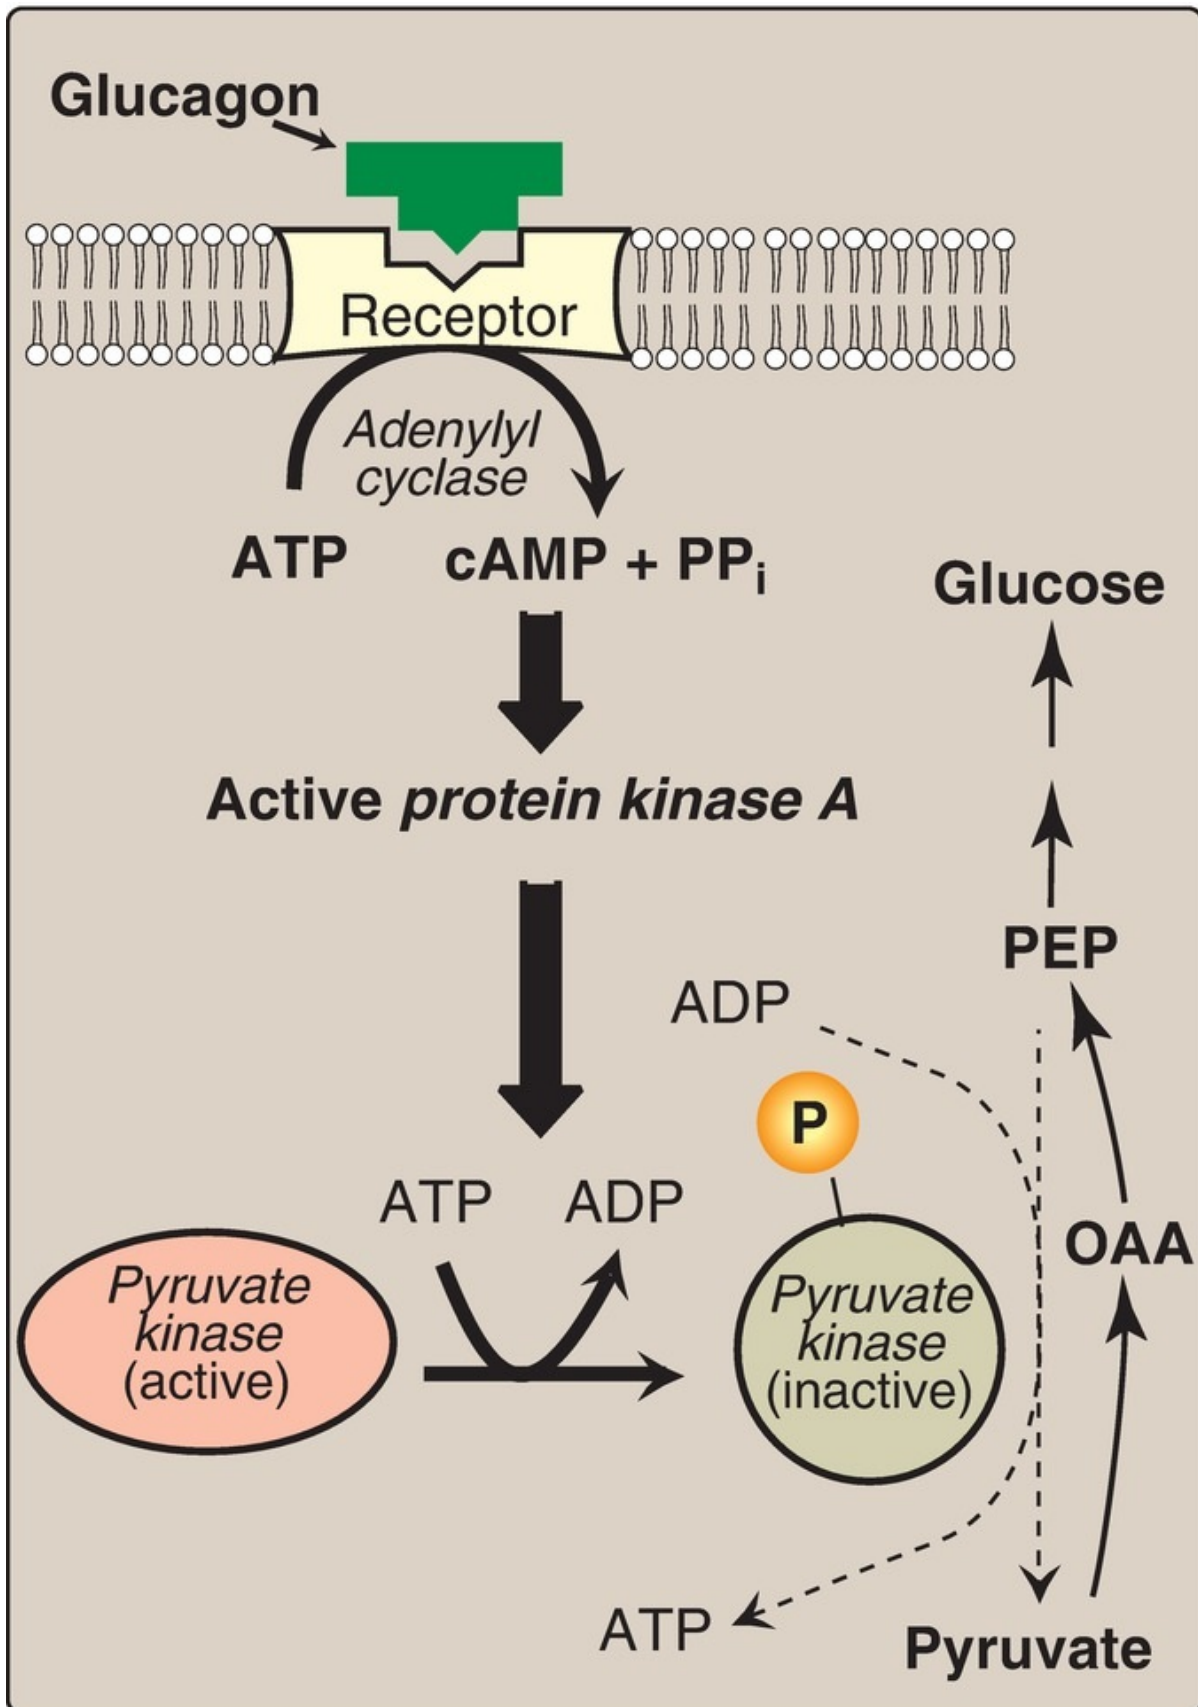 Glucagon
Receptor
Adenylyl
cyclase
ATP
cAMP + PPi
Glucose
Active protein kinase A
PEP
ADP
P
ATP
ADP
OAA
Pyruvate
kinase
(active)
Pyruvate
kinase
(inactive)
ATP
Pyruvate